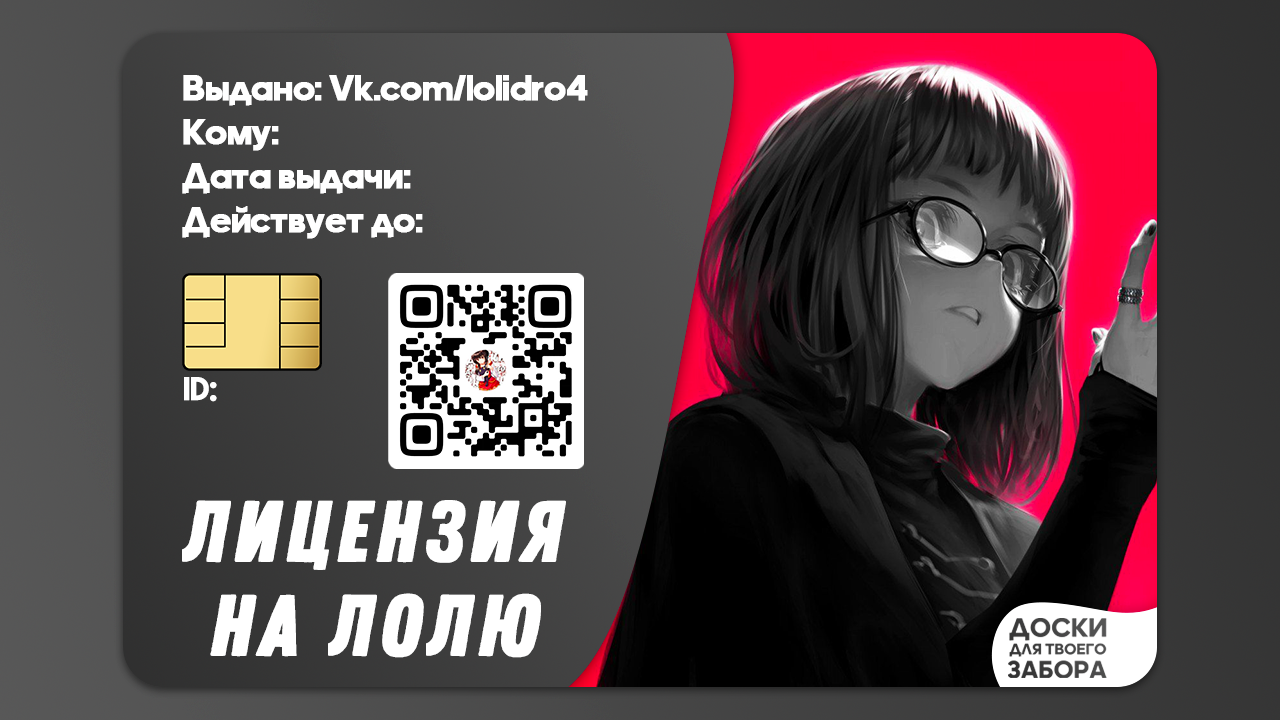 Выдано: Vk.com/lolidro4
Кому:
Дата выдачи:
Действует до:
ID:
ЛИЦЕНЗИЯ
НА ЛОЛЮ
ДОСКИ
ДЛЯ ТВОЕГО
ЗАБОРА